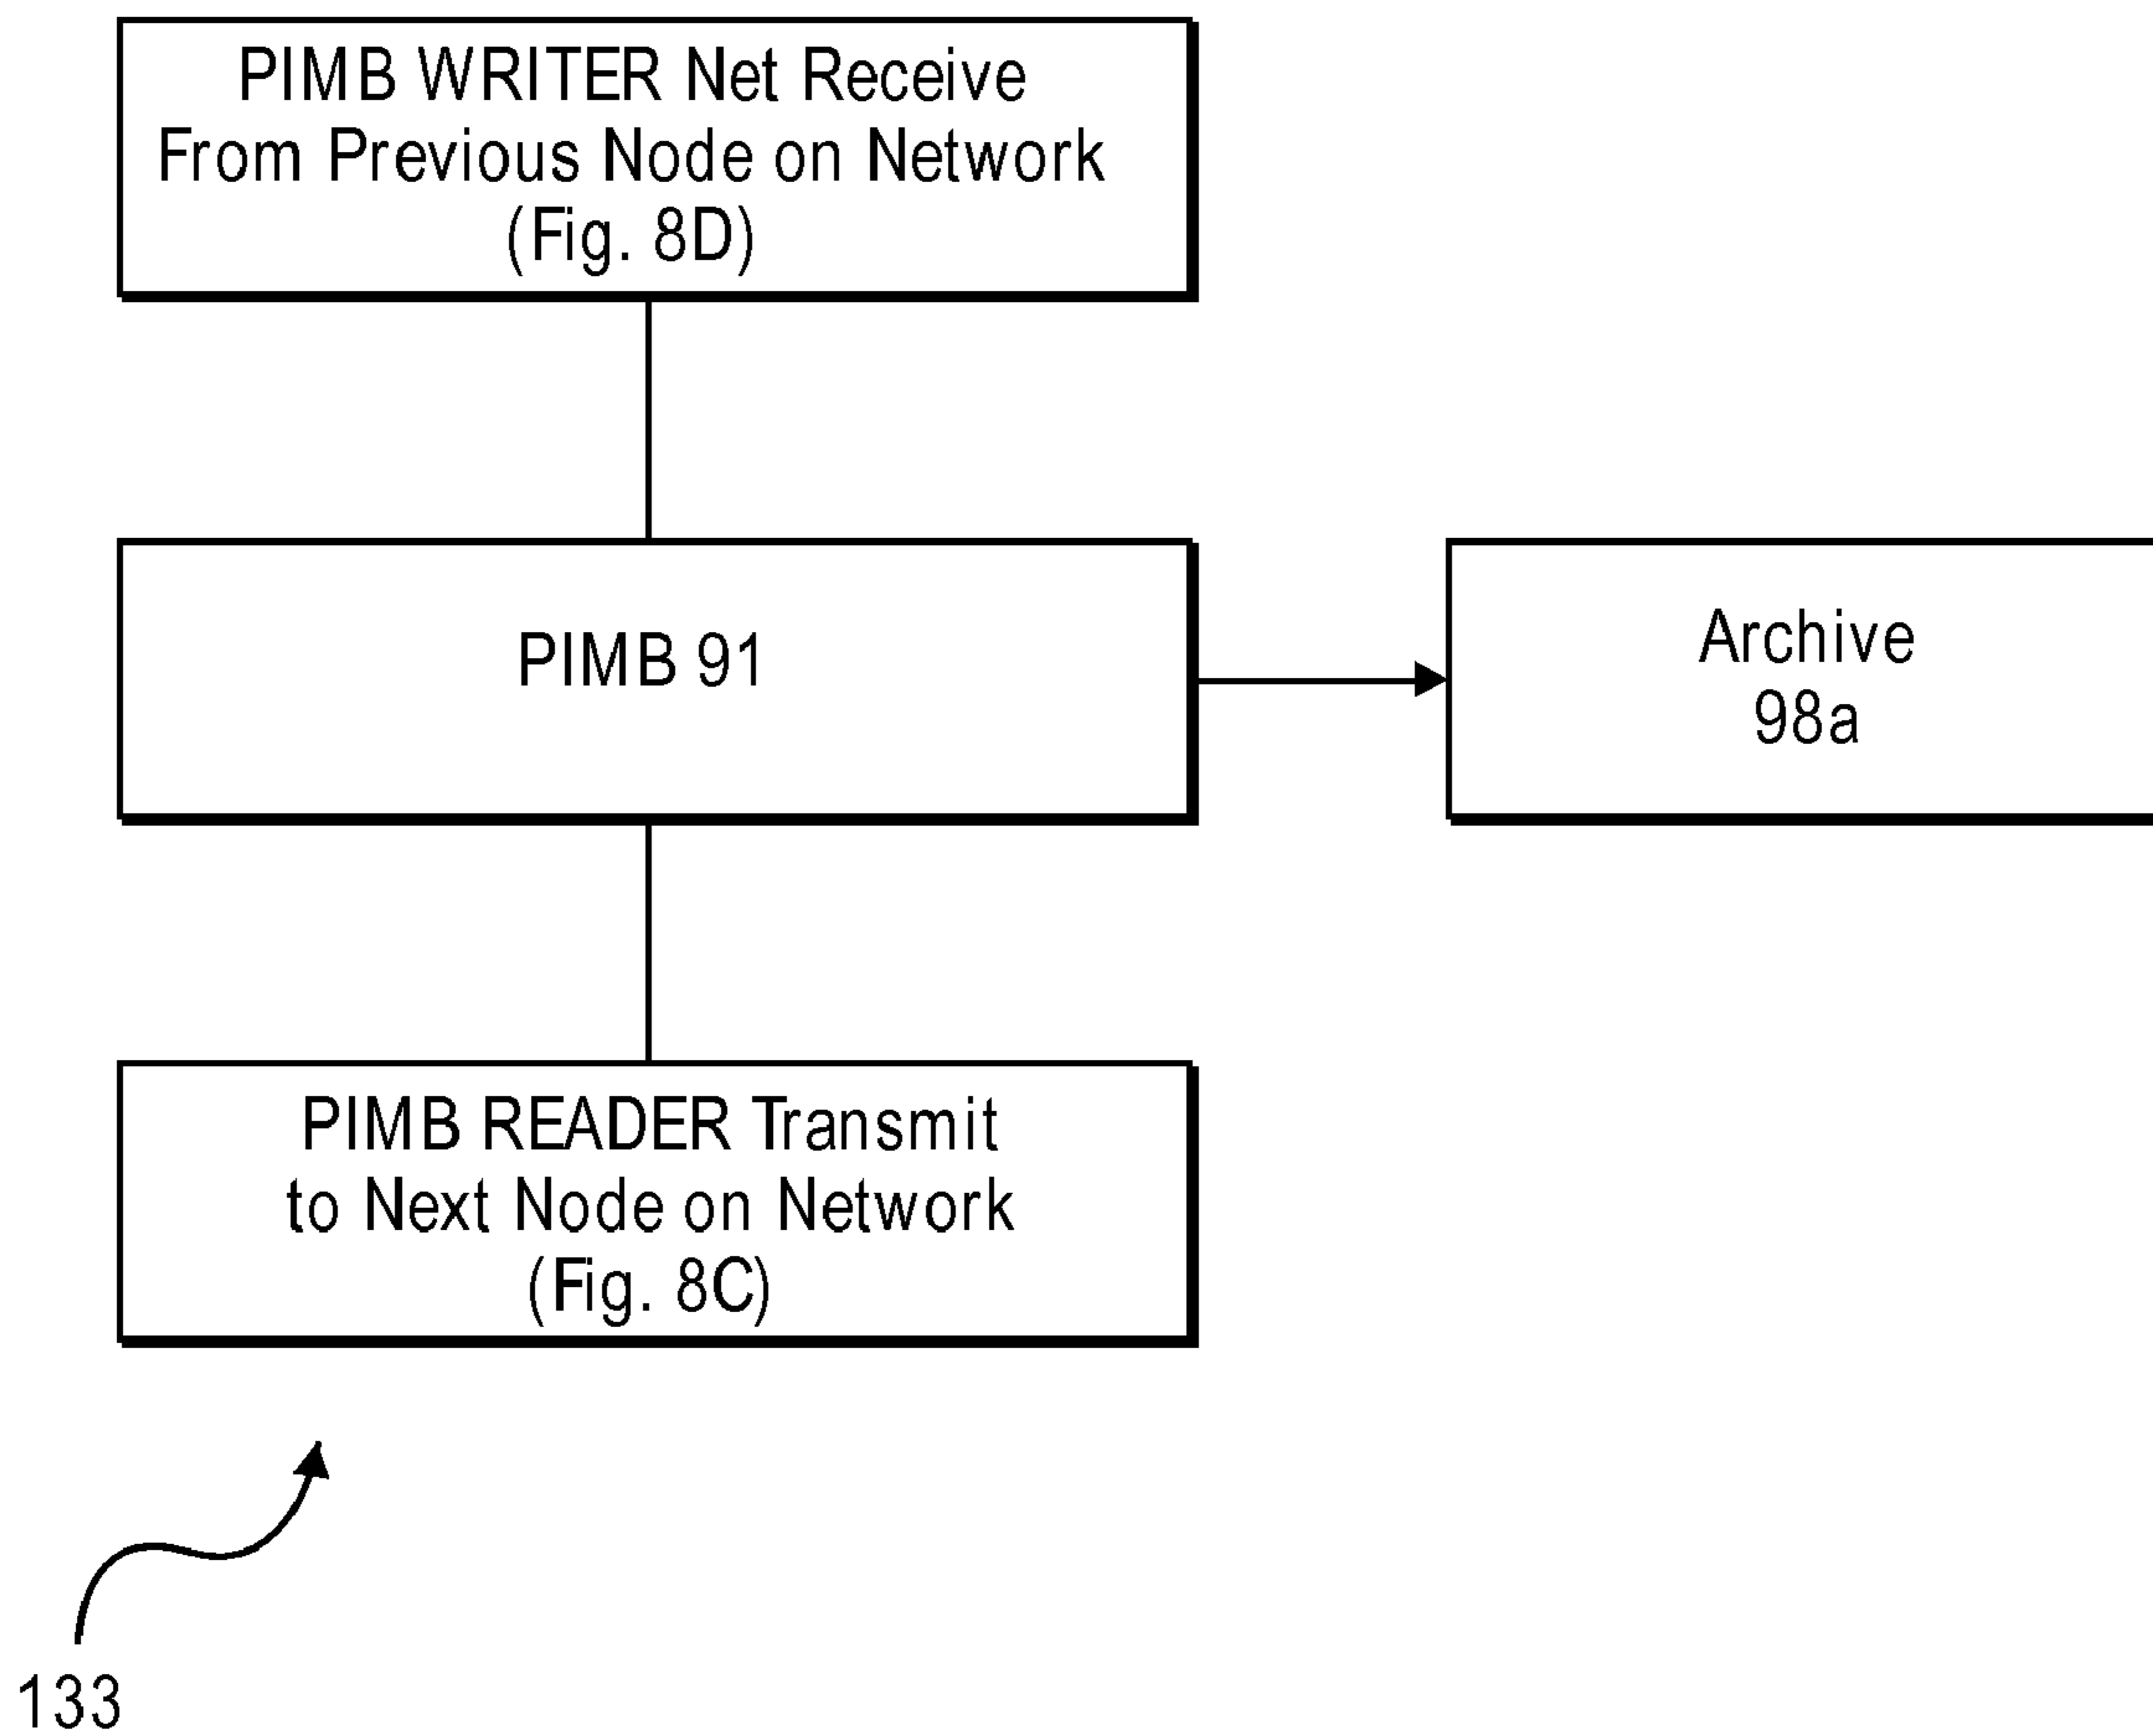 PIMB WRITER Net Receive
From Previous Node on Network
(Fig. 8D)
PIMB 91
Archive
98a
PIMB READER Transmit
to Next Node on Network
(Fig. 8C)
133